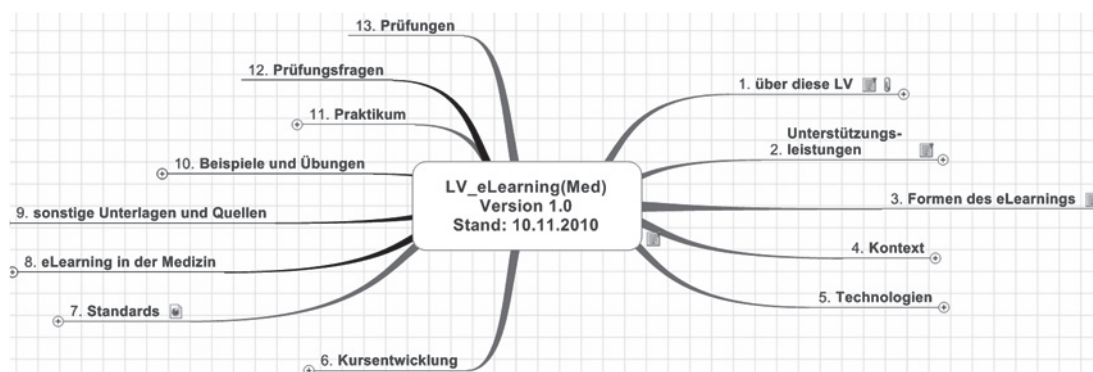 LV_eLearning(Med)
Version 1.0
Stand: 10.11.2010
1. über diese LV
Unterstützungs-
2. leistungen
3. Formen des eLearnings
4. Kontext
5. Technologien
6. Kursentwicklung
7. Standards
8. eLearning in der Medizin
9. sonstige Unterlagen und Quellen
10. Beispiele und Übungen
11. Praktikum
12. Prüfungsfragen
13. Prüfungen